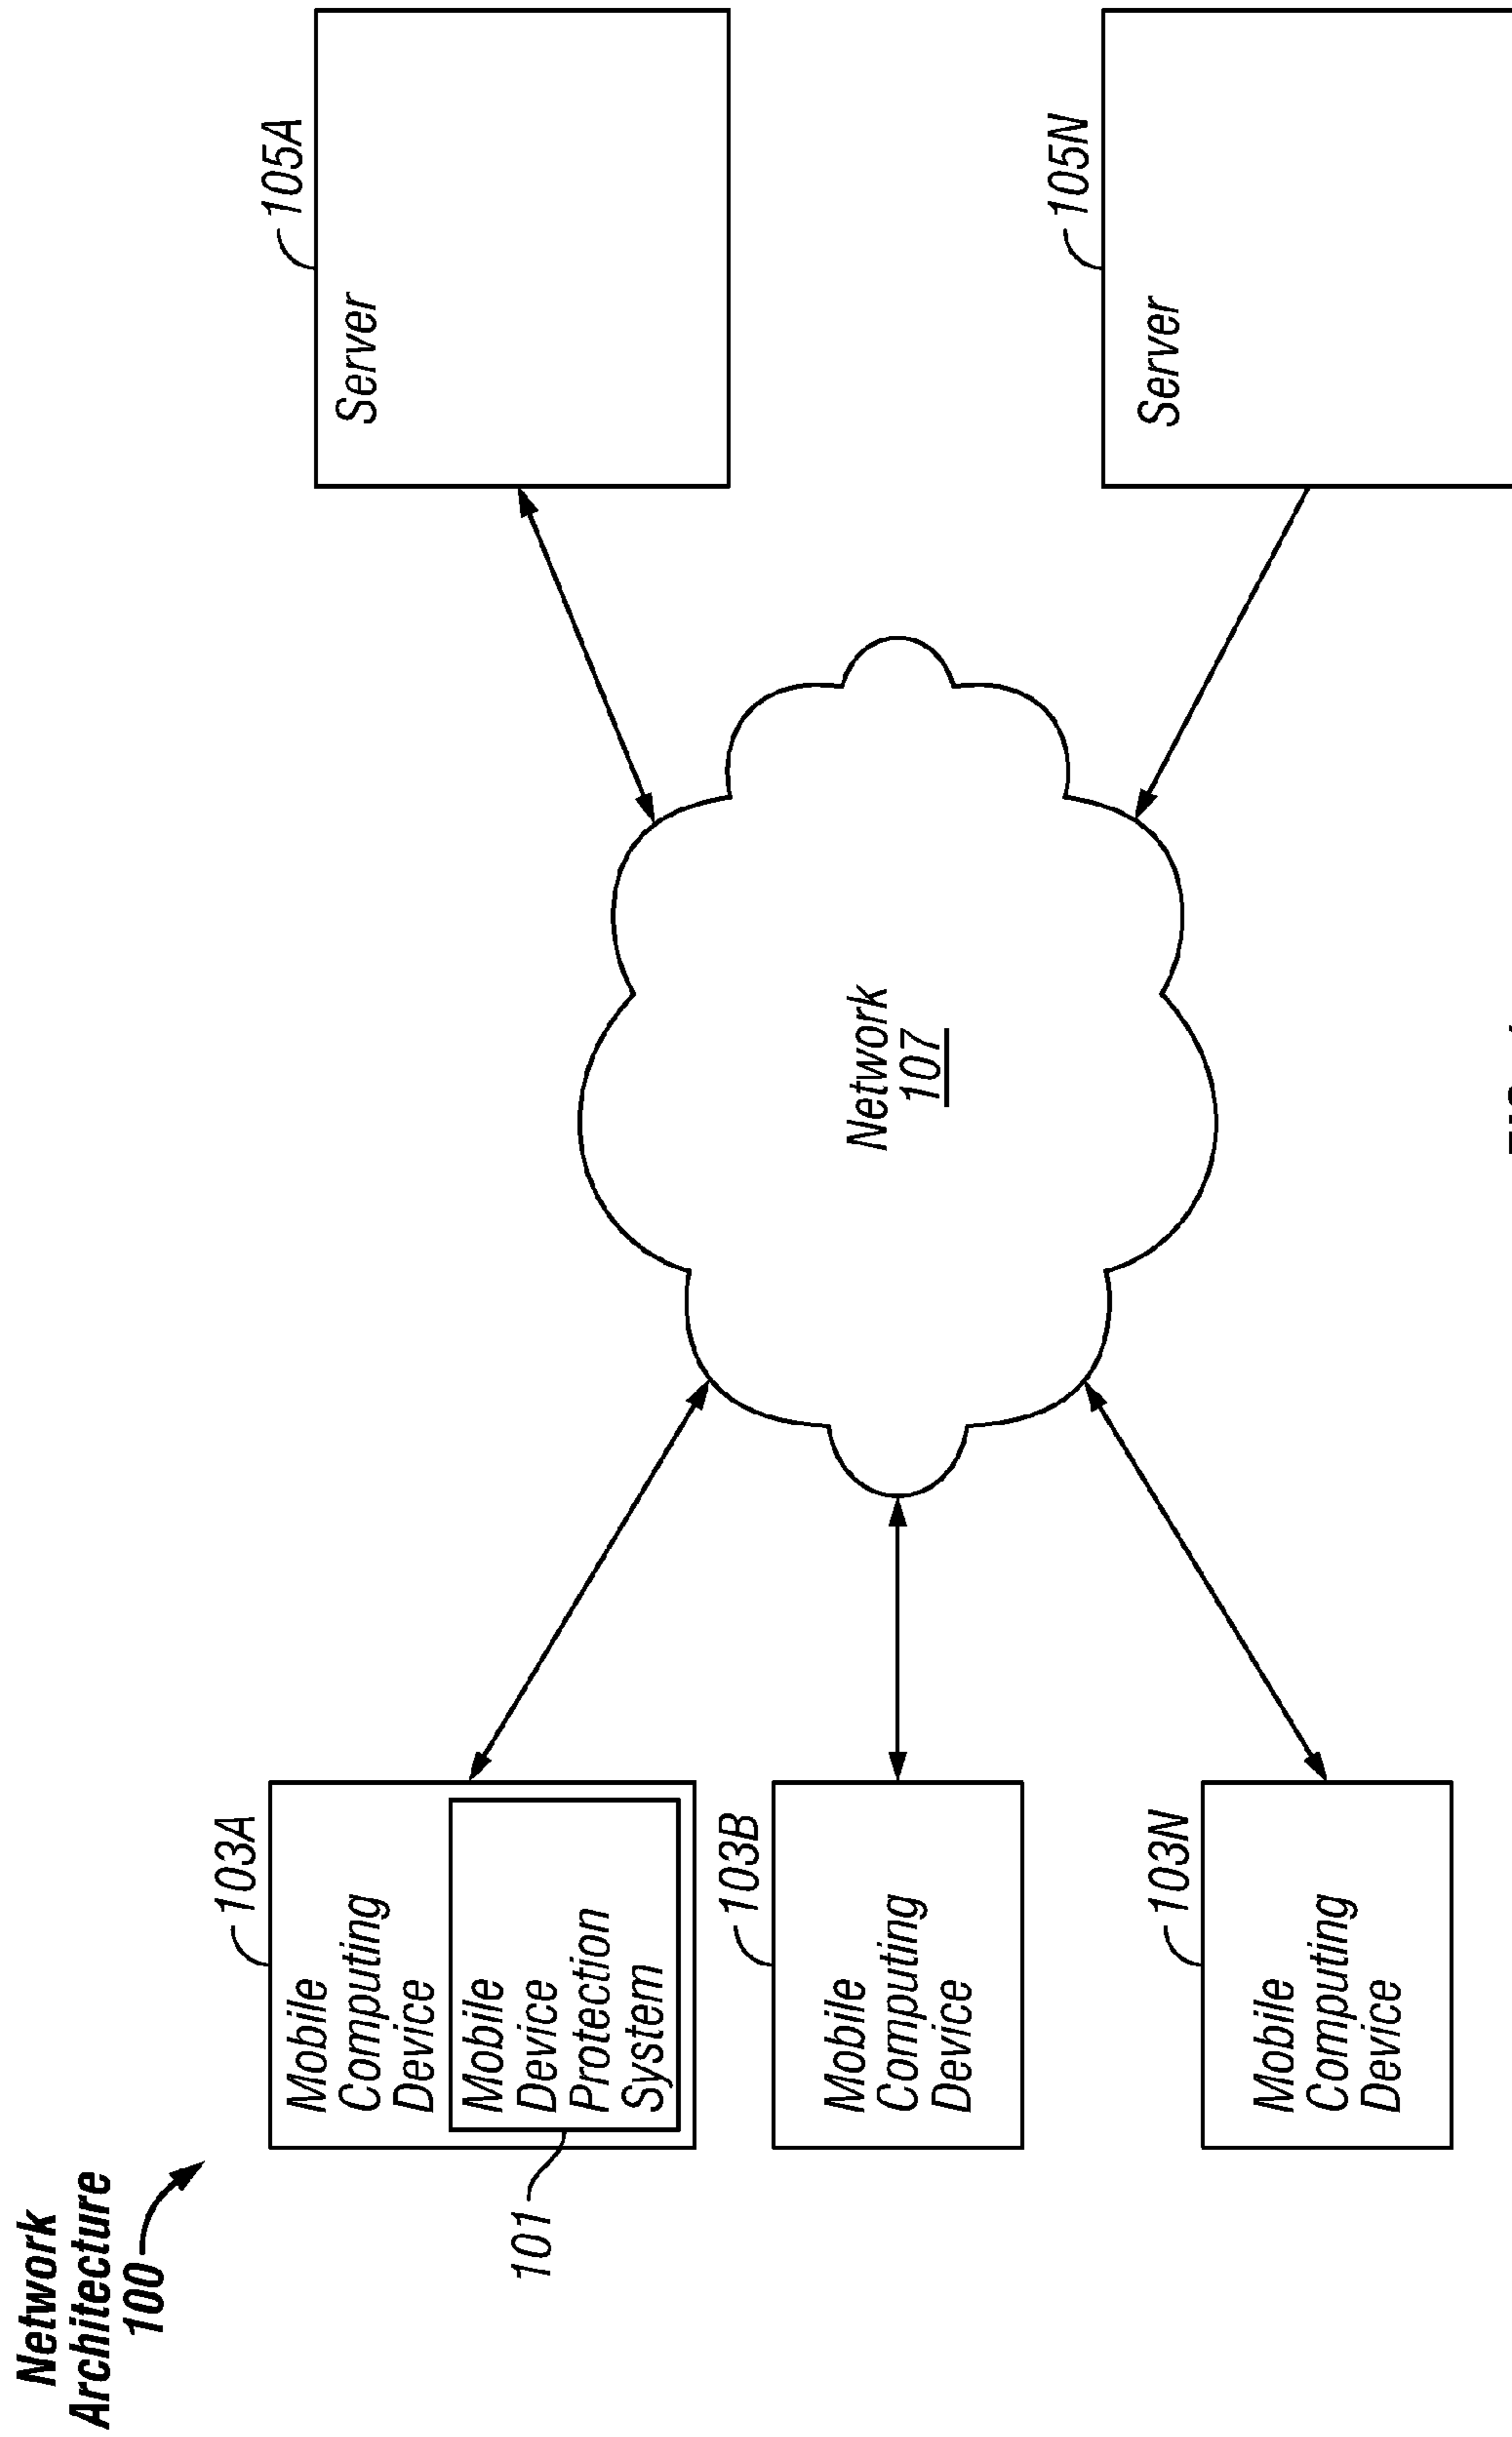 Network
Architecture
100
103A
Mobile
Computing
Device
Mobile
Device
Protection
System
101
103B
Mobile
Computing
Device
103N
Mobile
Computing
Device
Network
107
105A
Server
105N
Server